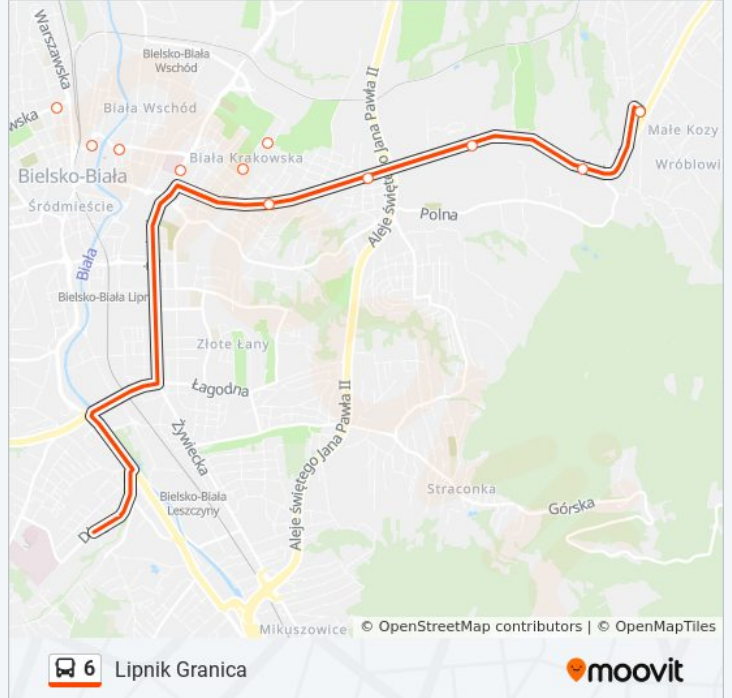 Warszawska
Bielsko-Biała
Wschód
wska
Biała Wschód
Aleje świętego Jana Pawła II
Małe Kozy
Biała Krakowska
Wróblowi
Bielsko-Biała
Śródmieście
Polna
Biała
Bielsko-Biała Lipn
Złote Łany
Łagodna
Aleje świętego Jana Pawła II
Żywiecka
Straconka
Bielsko-Biała
Leszczyny
Górska
Mikuszowice
© OpenStreetMap contributors | © OpenMapTiles
6 Lipnik Granica
moovit